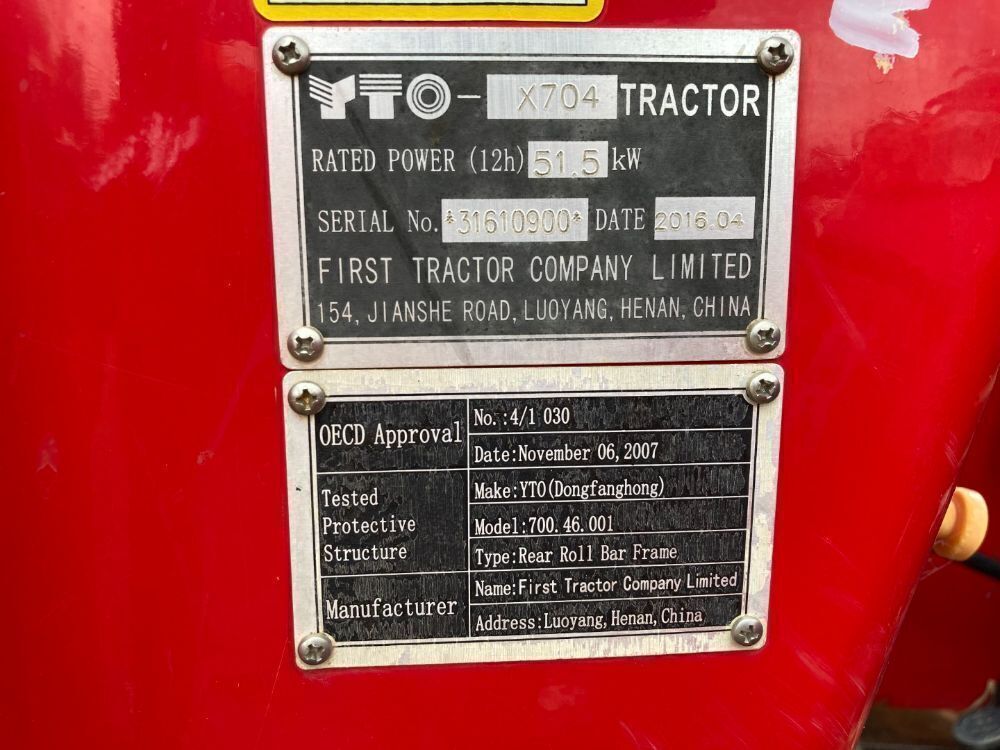 YTO-X704 TRACTOR
RATED POWER (12h) 51.5 kW
SERIAL No. *31610900* DATE 2016.04
FIRST TRACTOR COMPANY LIMITED
154, JIANSHE ROAD, LUOYANG, HENAN, CHINA
OECD Approval
No.:4/1 030
Date:November 06,2007
Tested
Protective
Structure
Make:YTO(Dongfanghong)
Model:700.46.001
Type:Rear Roll Bar Frame
Manufacturer
Name:First Tractor Company Limited
Address:Luoyang, Henan, China